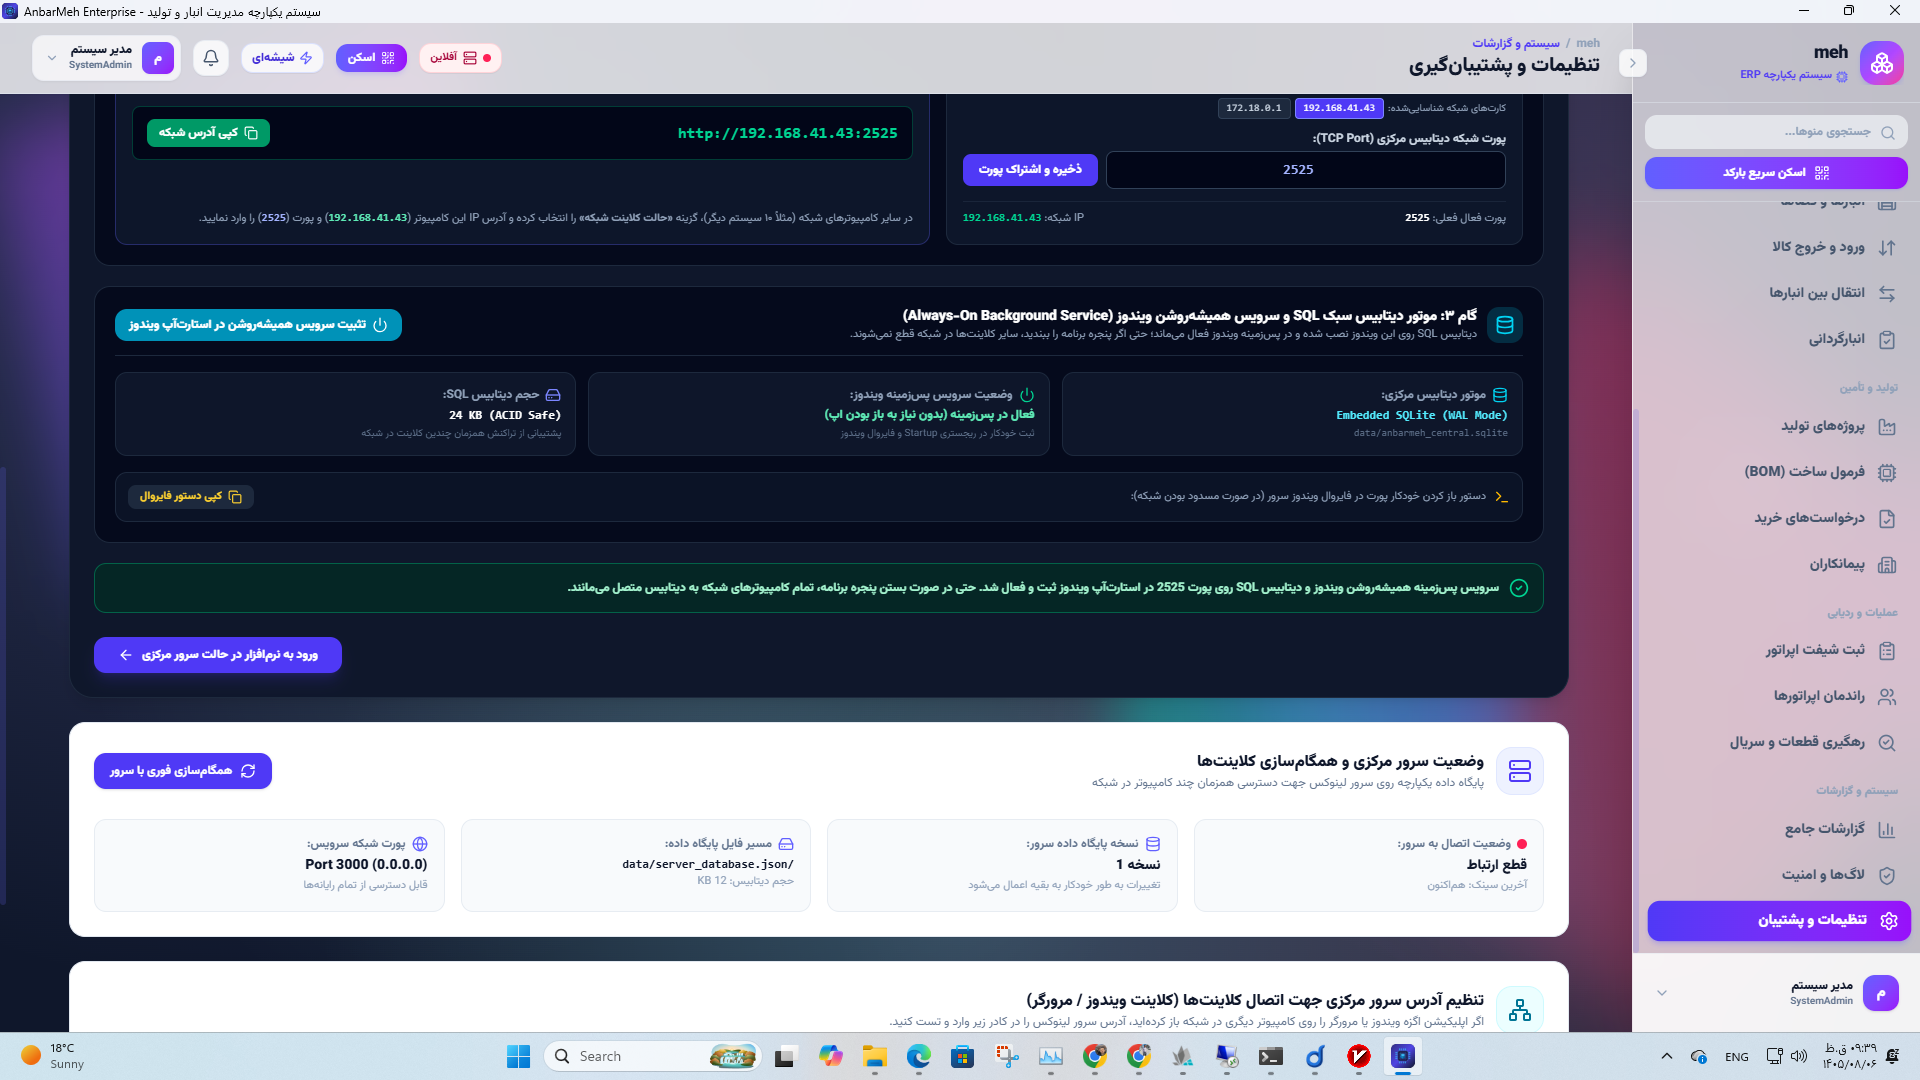 سیستم یکپارچه مدیریت انبار و تولید - AnbarMeh Enterprise
meh
سیستم یکپارچه ERP
جستجوی منوها...
اسکن سریع بارکد
ورود و خروج کالا
انتقال بین انبارها
انبارگردانی
تولید و تأمین
پروژه‌های تولید
فرمول ساخت (BOM)
درخواست‌های خرید
پیمانکاران
عملیات و ردیابی
ثبت شیفت اپراتور
راندمان اپراتورها
رهگیری قطعات و سریال
سیستم و گزارشات
گزارشات جامع
لاگ‌ها و امنیت
تنظیمات و پشتیبان
مدیر سیستم
SystemAdmin
م
meh / سیستم و گزارشات
تنظیمات و پشتیبان‌گیری
آفلاین
اسکن
شیشه‌ای
م
مدیر سیستم
SystemAdmin
کارت‌های شبکه شناسایی‌شده: 192.168.41.43 172.18.0.1
پورت شبکه دیتابیس مرکزی (TCP Port):
2525
ذخیره و اشتراک پورت
پورت فعال فعلی: 2525
IP شبکه: 192.168.41.43
http://192.168.41.43:2525
کپی آدرس شبکه
در سایر کامپیوترهای شبکه (مثلاً ۱۰ سیستم دیگر)، گزینه «حالت کلاینت شبکه» را انتخاب کرده و آدرس IP این کامپیوتر (192.168.41.43) و پورت (2525) را وارد نمایید.
گام ۳: موتور دیتابیس سبک SQL و سرویس همیشه‌روشن ویندوز (Always-On Background Service)
دیتابیس SQL روی این ویندوز نصب شده و در پس‌زمینه ویندوز فعال می‌ماند؛ حتی اگر پنجره برنامه را ببندید، سایر کلاینت‌ها در شبکه قطع نمی‌شوند.
تثبیت سرویس همیشه‌روشن در استارت‌آپ ویندوز
موتور دیتابیس مرکزی:
Embedded SQLite (WAL Mode)
data/anbarmeh_central.sqlite
وضعیت سرویس پس‌زمینه ویندوز:
فعال در پس‌زمینه (بدون نیاز به باز بودن اپ)
ثبت خودکار در ریجستری Startup و فایروال ویندوز
حجم دیتابیس SQL:
24 KB (ACID Safe)
پشتیبانی از تراکنش همزمان چندین کلاینت در شبکه
دستور باز کردن خودکار پورت در فایروال ویندوز سرور (در صورت مسدود بودن شبکه):
کپی دستور فایروال
سرویس پس‌زمینه همیشه‌روشن ویندوز و دیتابیس SQL روی پورت 2525 در استارت‌آپ ویندوز ثبت و فعال شد. حتی در صورت بستن پنجره برنامه، تمام کامپیوترهای شبکه به دیتابیس متصل می‌مانند.
ورود به نرم‌افزار در حالت سرور مرکزی
وضعیت سرور مرکزی و همگام‌سازی کلاینت‌ها
پایگاه داده یکپارچه روی سرور لینوکس جهت دسترسی همزمان چند کامپیوتر در شبکه
همگام‌سازی فوری با سرور
وضعیت اتصال به سرور:
قطع ارتباط
آخرین سینک: هم‌اکنون
نسخه پایگاه داده سرور:
نسخه 1
تغییرات به طور خودکار به بقیه اعمال می‌شود
مسیر فایل پایگاه داده:
data/server_database.json/
حجم دیتابیس: 12 KB
پورت شبکه سرویس:
Port 3000 (0.0.0.0)
قابل دسترسی از تمام رایانه‌ها
تنظیم آدرس سرور مرکزی جهت اتصال کلاینت‌ها (کلاینت ویندوز / مرورگر)
اگر اپلیکیشن اگزه ویندوز یا مرورگر را روی کامپیوتر دیگری در شبکه باز کرده‌اید، آدرس سرور لینوکس را در کادر زیر وارد و تست کنید.
18°C
Sunny
Search
ENG
۰۹:۳۹ ق.ظ
۱۴۰۵/۰۸/۰۶